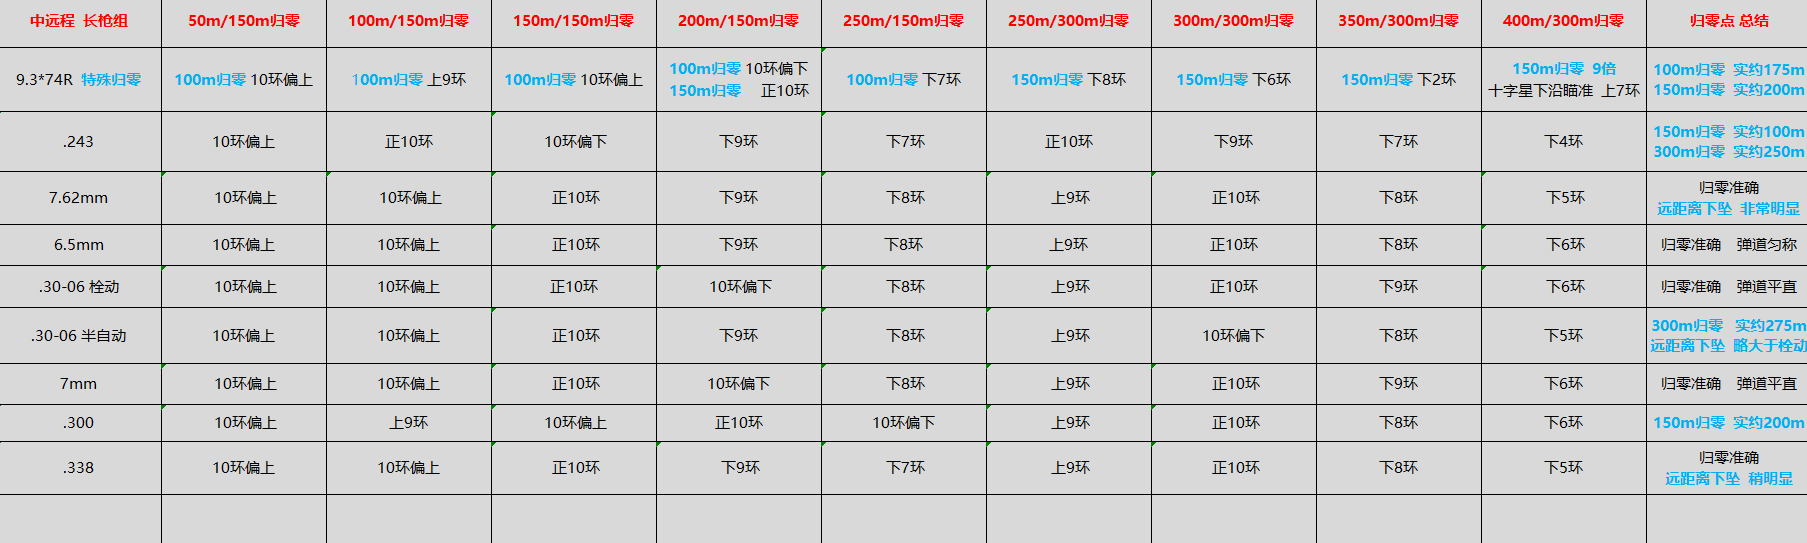 中远程 长枪组 50m/150m归零 100m/150m归零 150m/150m归零 200m/150m归零 250m/150m归零 250m/300m归零 300m/300m归零 350m/300m归零 400m/300m归零 归零点 总结
9.3*74R 特殊归零 100m归零 10环偏上 100m归零 上9环 100m归零 10环偏上 100m归零 10环偏下 100m归零 下7环 150m归零 下8环 150m归零 下6环 150m归零 下2环 150m归零 9倍 100m归零 实约175m
150m归零 正10环 十字星下沿瞄准 上7环 150m归零 实约200m
.243 10环偏上 正10环 10环偏下 下9环 下7环 正10环 下9环 下7环 下4环 150m归零 实约100m
300m归零 实约250m
7.62mm 10环偏上 10环偏上 正10环 下9环 下8环 上9环 正10环 下8环 下5环 归零准确
远距离下坠 非常明显
6.5mm 10环偏上 10环偏上 正10环 下9环 下8环 上9环 正10环 下8环 下6环 归零准确 弹道匀称
.30-06 栓动 10环偏上 10环偏上 正10环 10环偏下 下8环 上9环 正10环 下9环 下6环 归零准确 弹道平直
.30-06 半自动 10环偏上 10环偏上 正10环 下9环 下8环 上9环 10环偏下 下8环 下5环 300m归零 实约275m
远距离下坠 略大于栓动
7mm 10环偏上 10环偏上 正10环 10环偏下 下8环 上9环 正10环 下9环 下6环 归零准确 弹道平直
.300 10环偏上 上9环 10环偏上 正10环 10环偏下 上9环 正10环 下8环 下6环 150m归零 实约200m
.338 10环偏上 10环偏上 正10环 下9环 下7环 上9环 正10环 下8环 下5环 归零准确
远距离下坠 稍明显